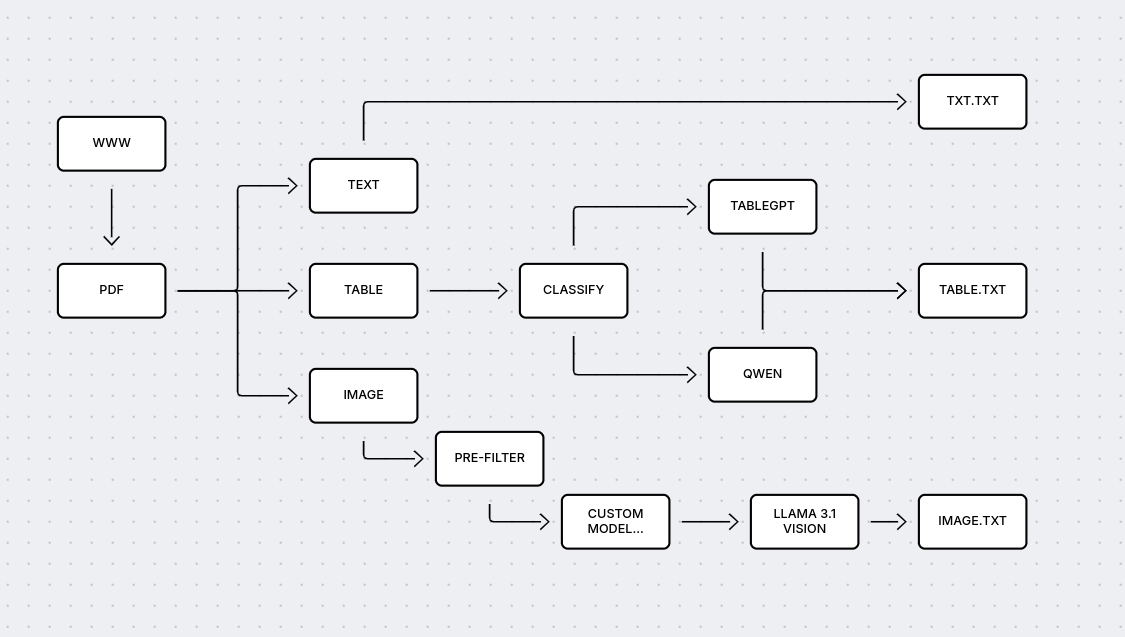 WWW
TXT.TXT
TEXT
TABLEGPT
PDF
TABLE
CLASSIFY
TABLE.TXT
IMAGE
QWEN
PRE-FILTER
CUSTOM
MODEL...
LLAMA 3.1
VISION
IMAGE.TXT